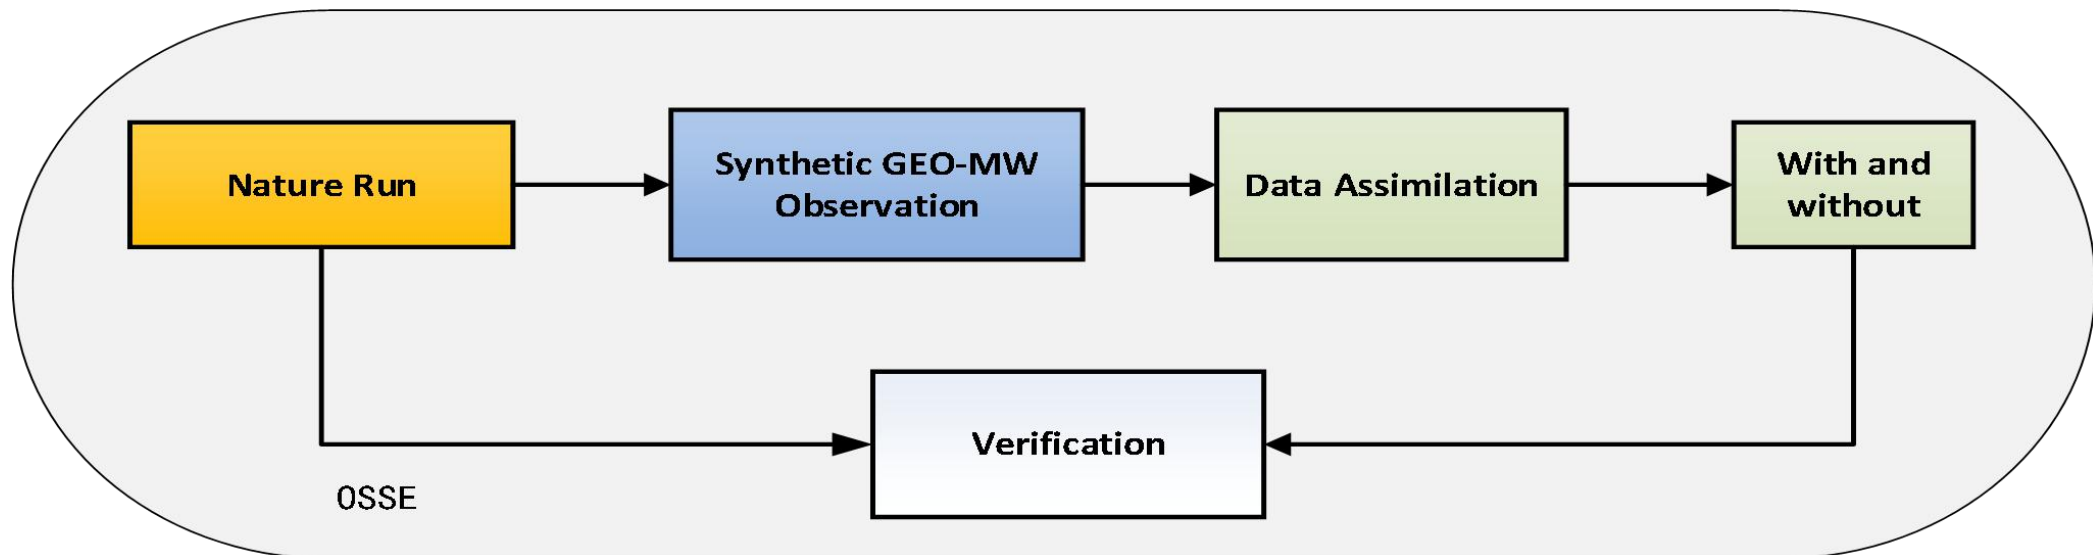 Nature Run
Synthetic GEO-MW
Observation
Data Assimilation
With and
without
Verification
OSSE